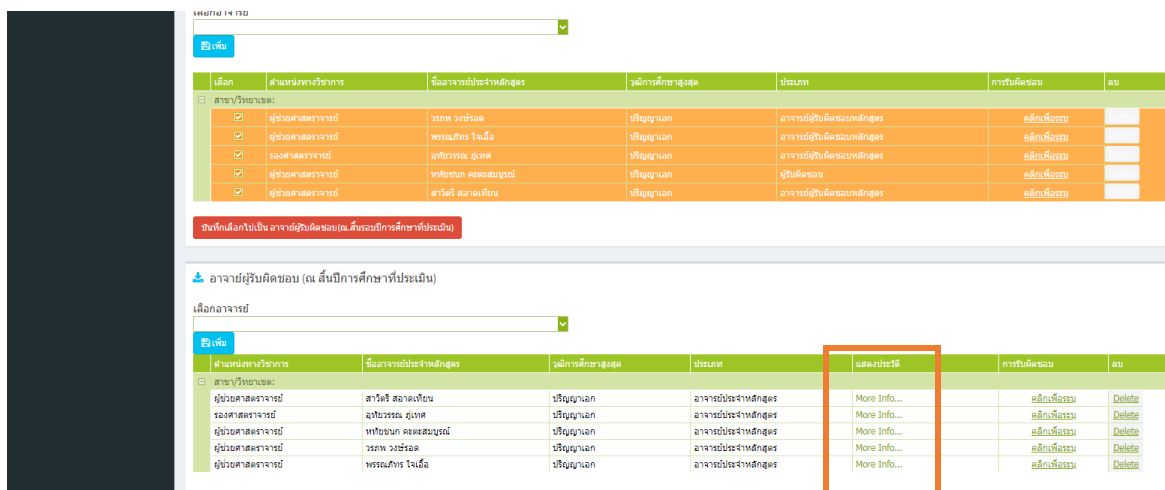 เลือกอาจารย์
เพิ่ม
เลือก ตำแหน่งทางวิชาการ ชื่ออาจารย์ประจำหลักสูตร วุฒิการศึกษาสูงสุด ประเภท การรับผิดชอบ ลบ
สาขา/วิทยาเขต:
ผู้ช่วยศาสตราจารย์ วรภพ วงษ์รอด ปริญญาเอก อาจารย์ผู้รับผิดชอบหลักสูตร คลิกเพื่อระบุ
ผู้ช่วยศาสตราจารย์ พรรณภัทร ใจเอื้อ ปริญญาเอก อาจารย์ผู้รับผิดชอบหลักสูตร คลิกเพื่อระบุ
รองศาสตราจารย์ อุทัยวรรณ ภู่เทศ ปริญญาเอก อาจารย์ผู้รับผิดชอบหลักสูตร คลิกเพื่อระบุ
ผู้ช่วยศาสตราจารย์ หทัยชนก คะตะสมบูรณ์ ปริญญาเอก ผู้รับผิดชอบ คลิกเพื่อระบุ
ผู้ช่วยศาสตราจารย์ สาวิตรี สอาดเทียน ปริญญาเอก อาจารย์ผู้รับผิดชอบหลักสูตร คลิกเพื่อระบุ
บันทึกเลือกไปเป็น อาจารย์ผู้รับผิดชอบ(ณ.สิ้นรอบปีการศึกษาที่ประเมิน)
อาจารย์ผู้รับผิดชอบ (ณ สิ้นปีการศึกษาที่ประเมิน)
เลือกอาจารย์
เพิ่ม
ตำแหน่งทางวิชาการ ชื่ออาจารย์ประจำหลักสูตร วุฒิการศึกษาสูงสุด ประเภท แสดงประวัติ การรับผิดชอบ ลบ
สาขา/วิทยาเขต:
ผู้ช่วยศาสตราจารย์ สาวิตรี สอาดเทียน ปริญญาเอก อาจารย์ประจำหลักสูตร More Info... คลิกเพื่อระบุ Delete
รองศาสตราจารย์ อุทัยวรรณ ภู่เทศ ปริญญาเอก อาจารย์ประจำหลักสูตร More Info... คลิกเพื่อระบุ Delete
ผู้ช่วยศาสตราจารย์ หทัยชนก คะตะสมบูรณ์ ปริญญาเอก อาจารย์ประจำหลักสูตร More Info... คลิกเพื่อระบุ Delete
ผู้ช่วยศาสตราจารย์ วรภพ วงษ์รอด ปริญญาเอก อาจารย์ประจำหลักสูตร More Info... คลิกเพื่อระบุ Delete
ผู้ช่วยศาสตราจารย์ พรรณภัทร ใจเอื้อ ปริญญาเอก อาจารย์ประจำหลักสูตร More Info... คลิกเพื่อระบุ Delete